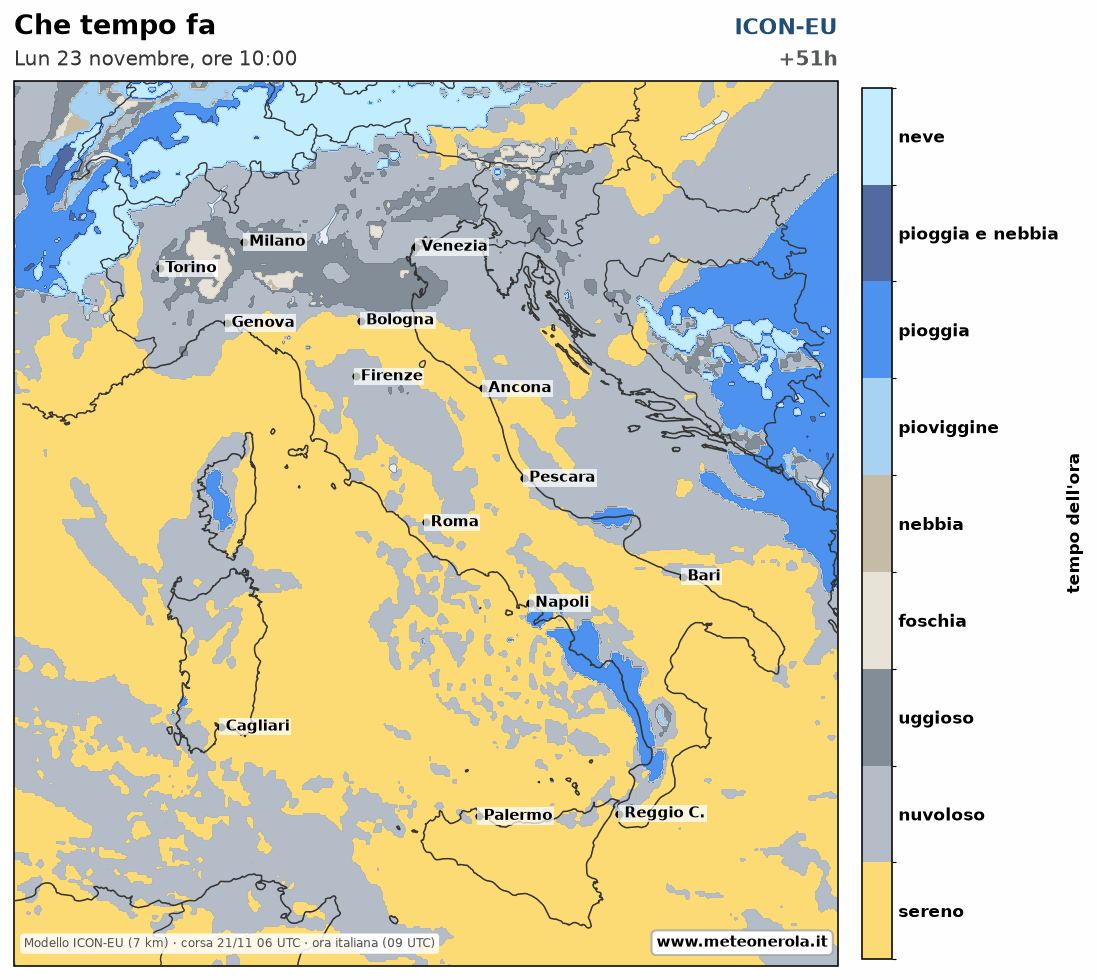 Che tempo fa
ICON-EU
Lun 23 novembre, ore 10:00
+51h
neve
pioggia e nebbia
pioggia
pioviggine
nebbia
foschia
uggioso
nuvoloso
sereno
tempo dell'ora
Milano
Venezia
Torino
Genova
Bologna
Firenze
Ancona
Pescara
Roma
Bari
Napoli
Cagliari
Palermo
Reggio C.
Modello ICON-EU (7 km) · corsa 21/11 06 UTC · ora italiana (09 UTC)
www.meteonerola.it